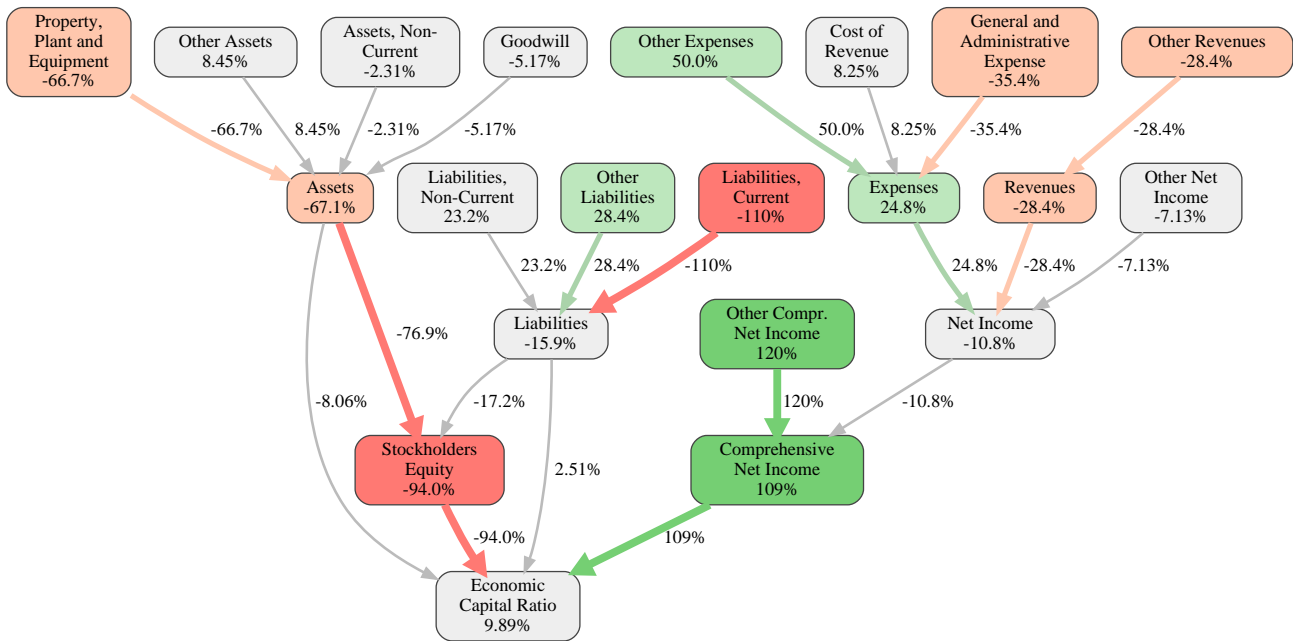 Property,
Plant and
Equipment
-66.7%
Other Assets
8.45%
Assets, Non-
Current
-2.31%
Goodwill
-5.17%
Other Expenses
50.0%
Cost of
Revenue
8.25%
General and
Administrative
Expense
-35.4%
Other Revenues
-28.4%
-66.7%
8.45%
-2.31%
-5.17%
50.0%
8.25%
-35.4%
-28.4%
Assets
-67.1%
Liabilities,
Non-Current
23.2%
Other
Liabilities
28.4%
Liabilities,
Current
-110%
Expenses
24.8%
Revenues
-28.4%
Other Net
Income
-7.13%
23.2%
28.4%
-110%
24.8%
-28.4%
-7.13%
-76.9%
Liabilities
-15.9%
Other Compr.
Net Income
120%
Net Income
-10.8%
-8.06%
-17.2%
120%
-10.8%
Stockholders
Equity
-94.0%
2.51%
Comprehensive
Net Income
109%
-94.0%
109%
Economic
Capital Ratio
9.89%